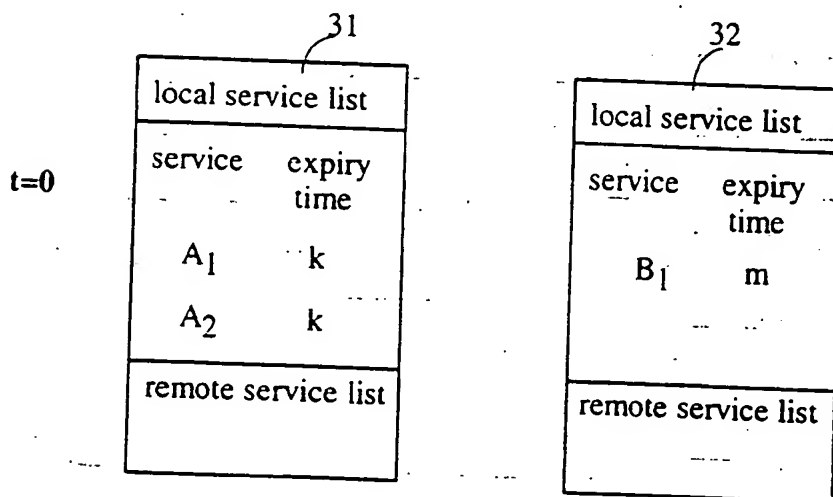 31
local service list
service expiry
time
A1 k
A2 k
remote service list
t=0
32
local service list
service expiry
time
B1 m
remote service list